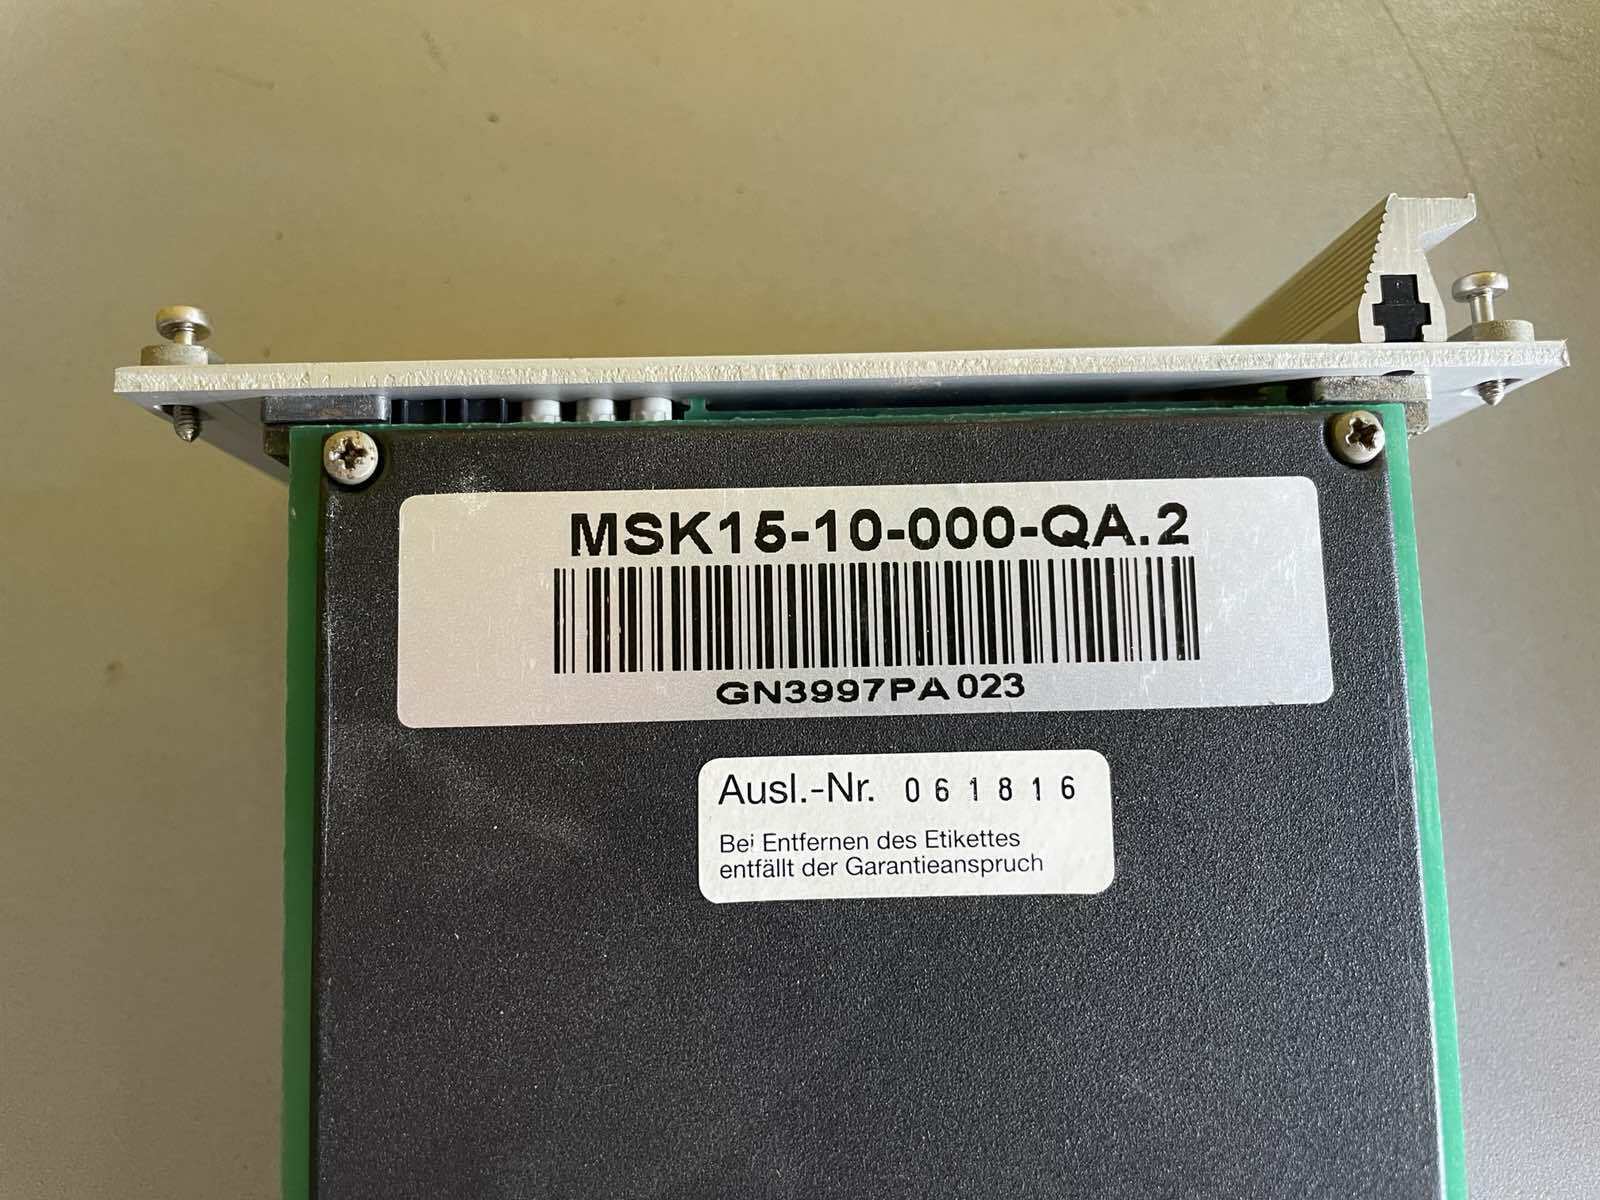 MSK15-10-000-QA.2
GN3997PA 023
Ausl.-Nr. 061816
Bei Entfernen des Etikettes
entfällt der Garantieanspruch